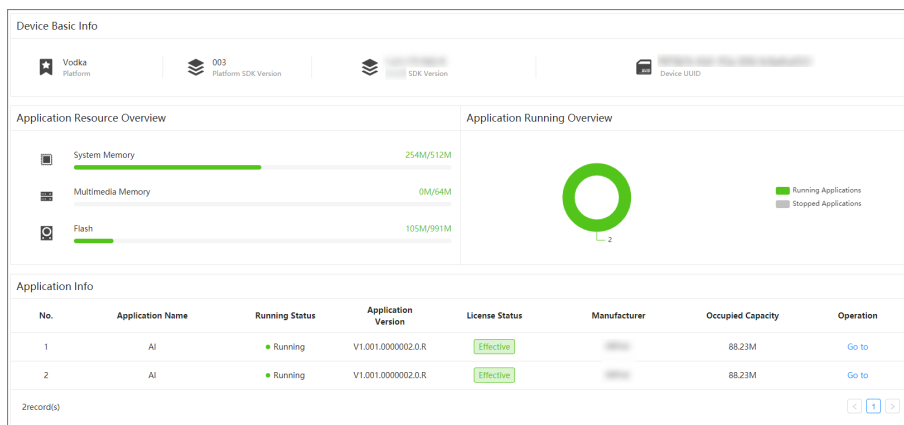 Device Basic Info
Vodka
Platform
003
Platform SDK Version
SDK Version
Device UUID
Application Resource Overview
Application Running Overview
System Memory
254M/512M
Multimedia Memory
0M/64M
Flash
105M/991M
Running Applications
Stopped Applications
2
Application Info
No. Application Name Running Status Application Version License Status Manufacturer Occupied Capacity Operation
1 AI Running V1.001.0000002.0.R Effective 88.23M Go to
2 AI Running V1.001.0000002.0.R Effective 88.23M Go to
2record(s)
< 1 >